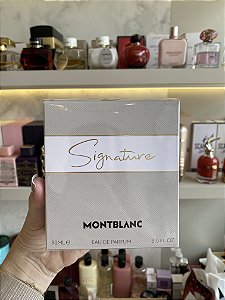 Signature
MONTBLANC
90 ML ℮ EAU DE PARFUM 3.0 FL.OZ